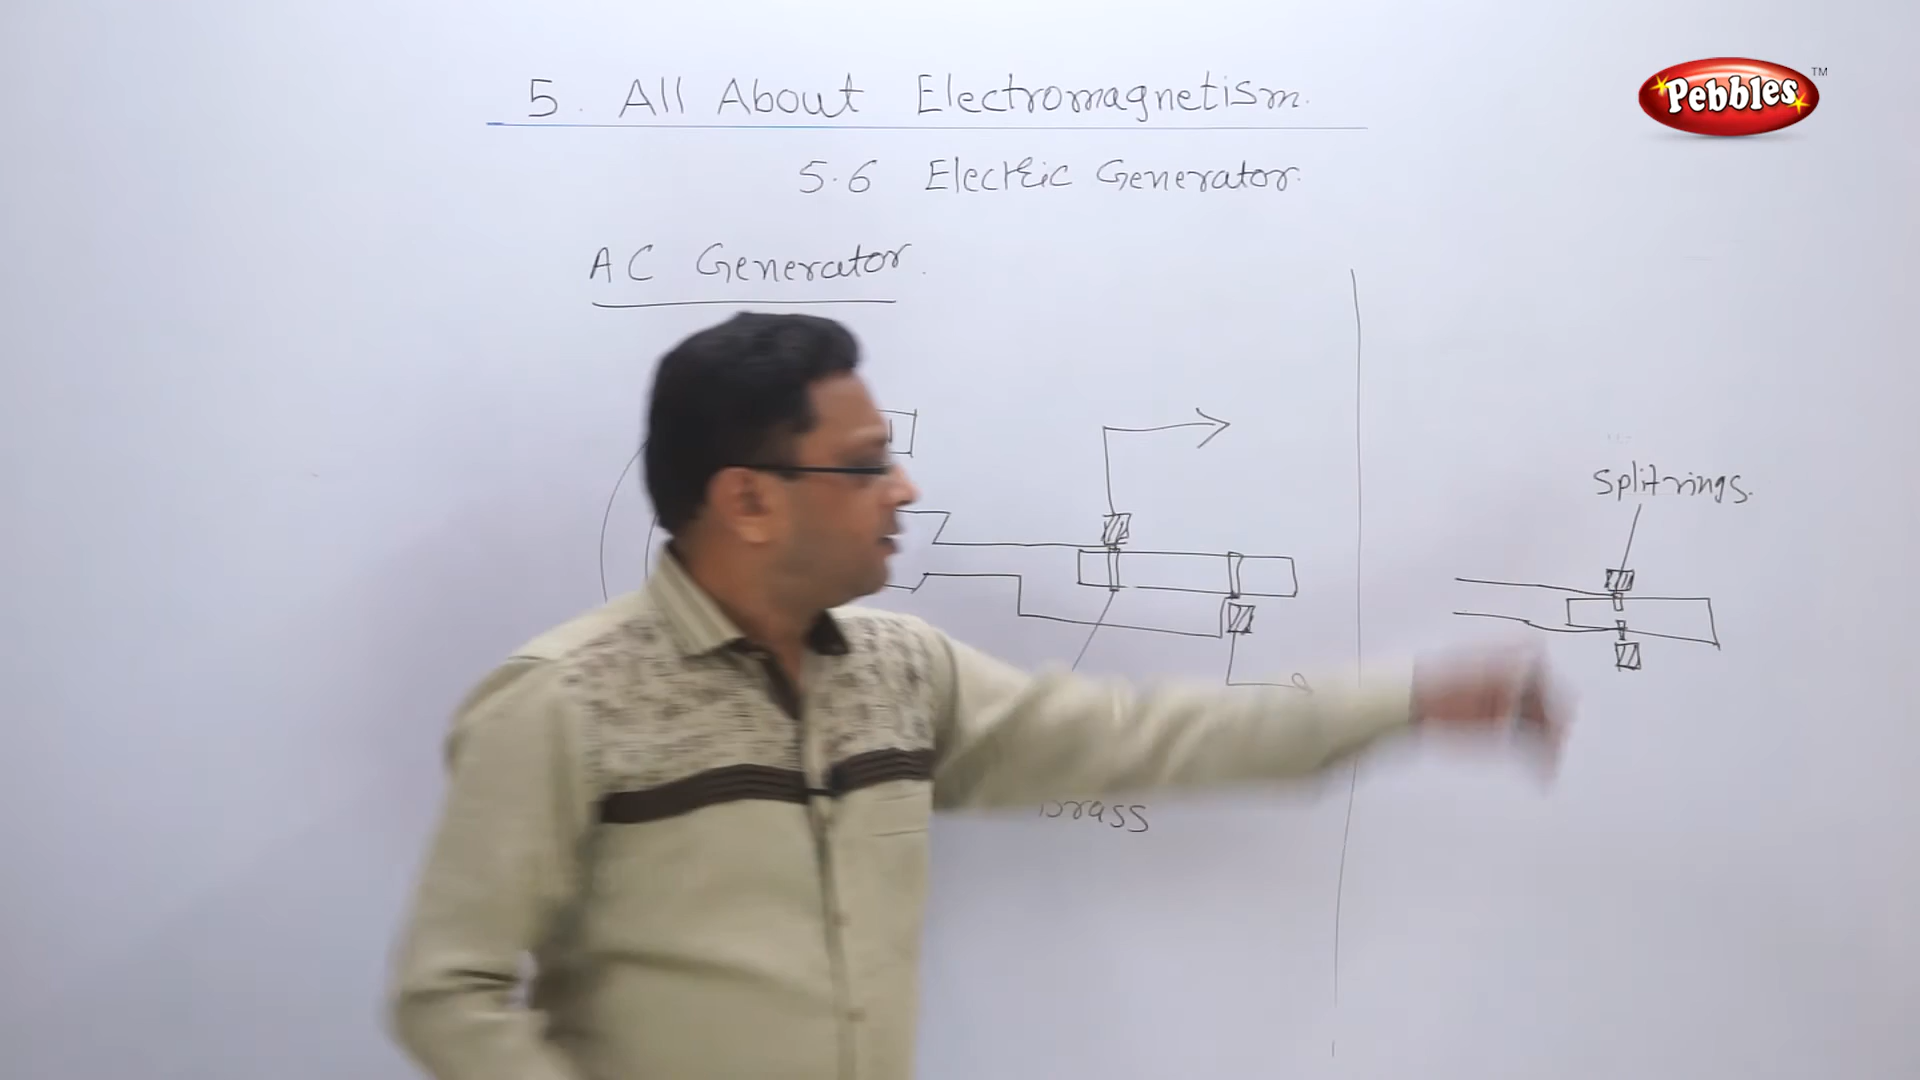 5. All About Electromagnetism.
Pebbles TM
5.6 Electric Generator.
AC Generator.
Splitrings.
Brass